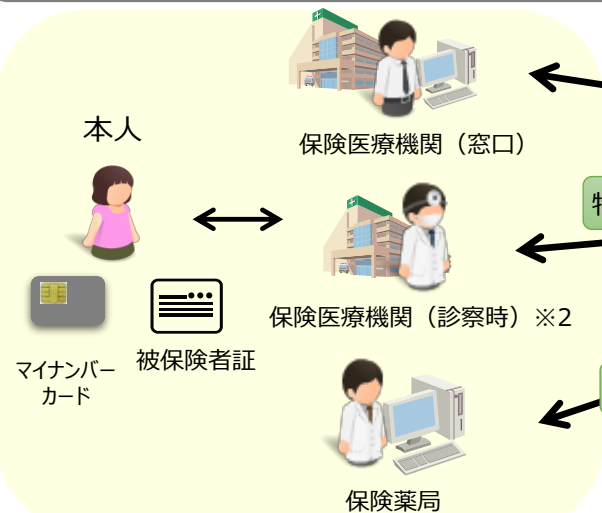 本人
保険医療機関（窓口）
保険医療機関（診察時）※2
マイナンバー
カード
被保険者証
保険薬局